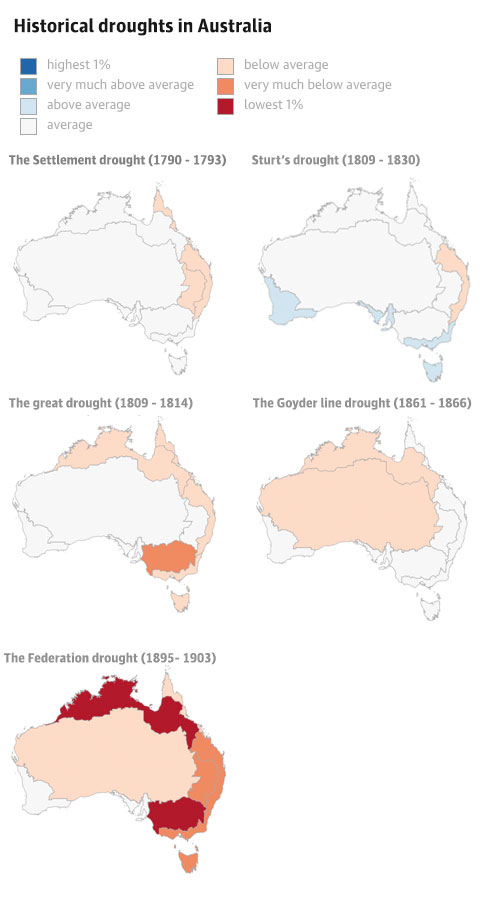 Historical droughts in Australia
highest 1%
very much above average
above average
average
below average
very much below average
lowest 1%
The Settlement drought (1790 - 1793)
Sturt's drought (1809 - 1830)
The great drought (1809 - 1814)
The Goyder line drought (1861 - 1866)
The Federation drought (1895- 1903)